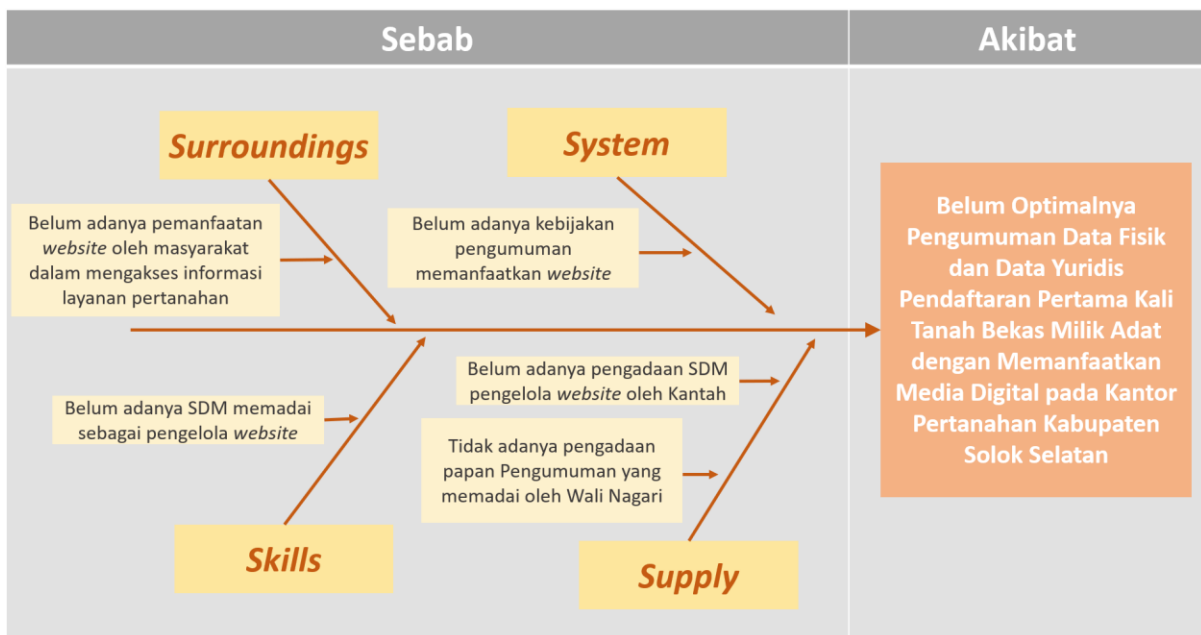 Sebab
Akibat
Surroundings
System
Belum adanya pemanfaatan
website oleh masyarakat
dalam mengakses informasi
layanan pertanahan
Belum adanya kebijakan
pengumuman
memanfaatkan website
Belum adanya SDM memadai
sebagai pengelola website
Belum adanya pengadaan SDM
pengelola website oleh Kantah
Tidak adanya pengadaan
papan Pengumuman yang
memadai oleh Wali Nagari
Skills
Supply
Belum Optimalnya
Pengumuman Data Fisik
dan Data Yuridis
Pendaftaran Pertama Kali
Tanah Bekas Milik Adat
dengan Memanfaatkan
Media Digital pada Kantor
Pertanahan Kabupaten
Solok Selatan